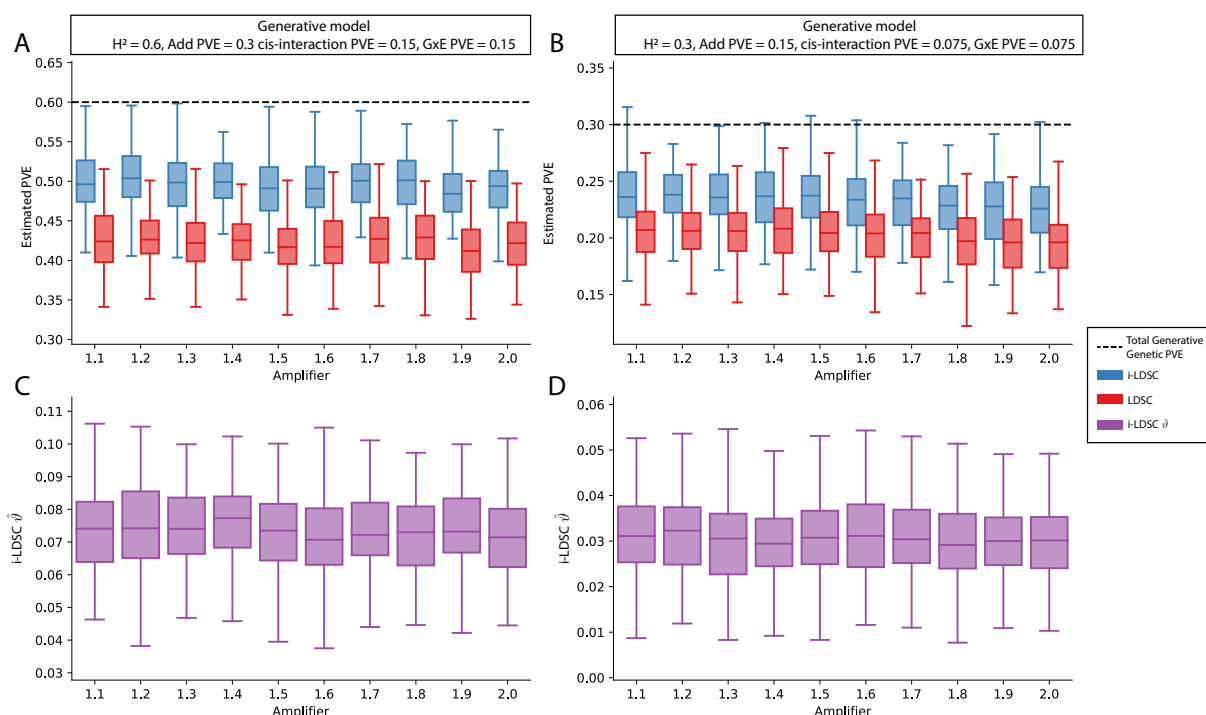 A
Generative model
H² = 0.6, Add PVE = 0.3 cis-interaction PVE = 0.15, GxE PVE = 0.15
0.65
0.60
0.55
0.50
0.45
0.40
0.35
0.30
Estimated PVE
1.1 1.2 1.3 1.4 1.5 1.6 1.7 1.8 1.9 2.0
Amplifier
B
Generative model
H² = 0.3, Add PVE = 0.15, cis-interaction PVE = 0.075, GxE PVE = 0.075
0.35
0.30
0.25
0.20
0.15
Estimated PVE
1.1 1.2 1.3 1.4 1.5 1.6 1.7 1.8 1.9 2.0
Amplifier
Total Generative
Genetic PVE
i-LDSC
LDSC
i-LDSC ϑ̂
C
0.11
0.10
0.09
0.08
0.07
0.06
0.05
0.04
0.03
i-LDSC ϑ̂
1.1 1.2 1.3 1.4 1.5 1.6 1.7 1.8 1.9 2.0
Amplifier
D
0.06
0.05
0.04
0.03
0.02
0.01
0.00
i-LDSC ϑ̂
1.1 1.2 1.3 1.4 1.5 1.6 1.7 1.8 1.9 2.0
Amplifier